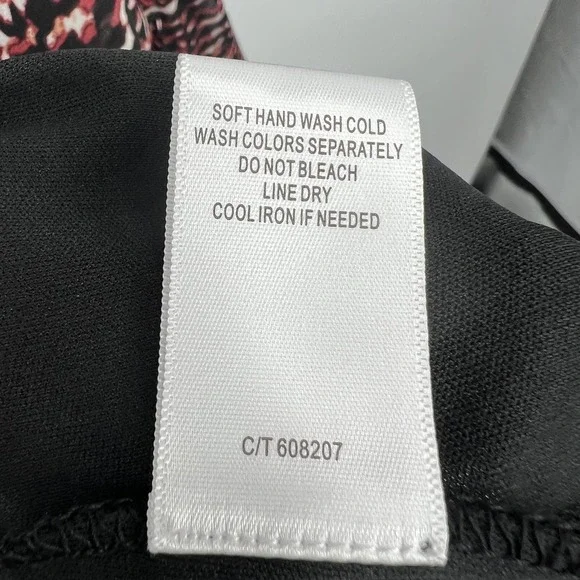 SOFT HAND WASH COLD
WASH COLORS SEPARATELY
DO NOT BLEACH
LINE DRY
COOL IRON IF NEEDED
C/T 608207